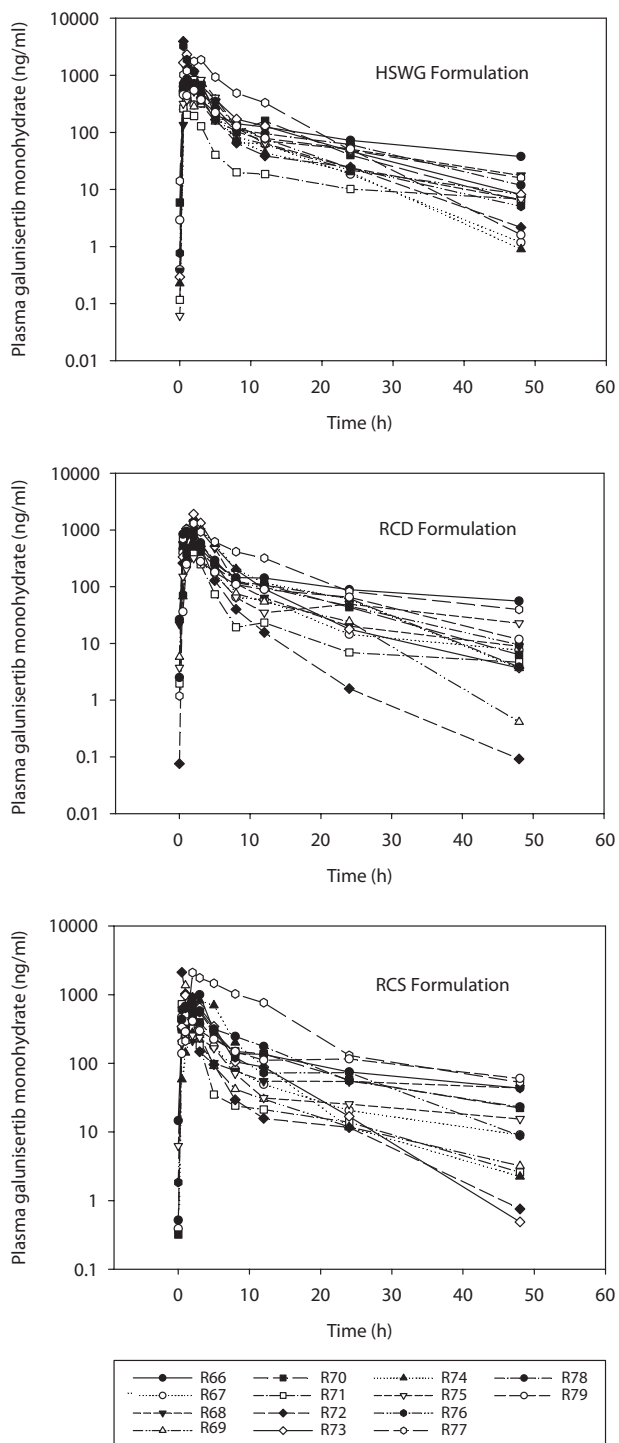 Plasma galunisertib monohydrate (ng/ml)
10000
1000
100
10
1
0.1
0.01
HSWG Formulation
0 10 20 30 40 50 60
Time (h)
Plasma galunisertib monohydrate (ng/ml)
10000
1000
100
10
1
0.1
0.01
RCD Formulation
0 10 20 30 40 50 60
Time (h)
Plasma galunisertib monohydrate (ng/ml)
10000
1000
100
10
1
0.1
RCS Formulation
0 10 20 30 40 50 60
Time (h)
R66 R70 R74 R78
R67 R71 R75 R79
R68 R72 R76
R69 R73 R77